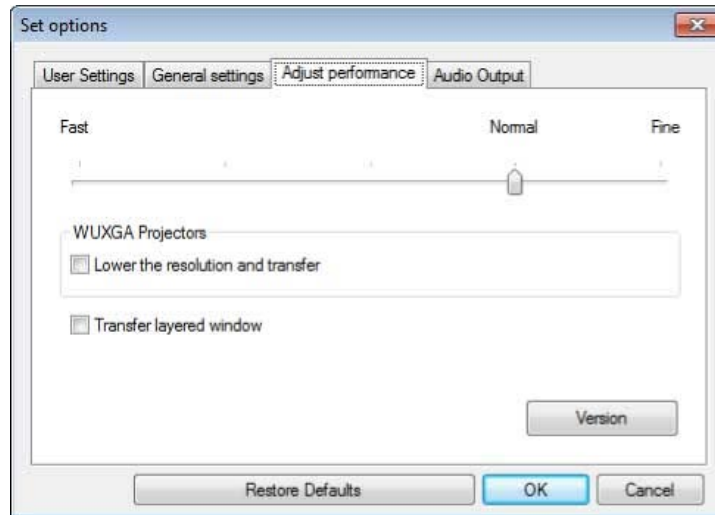 Set options
User Settings General settings Adjust performance Audio Output
Fast Normal Fine
WUXGA Projectors
Lower the resolution and transfer
Transfer layered window
Version
Restore Defaults OK Cancel